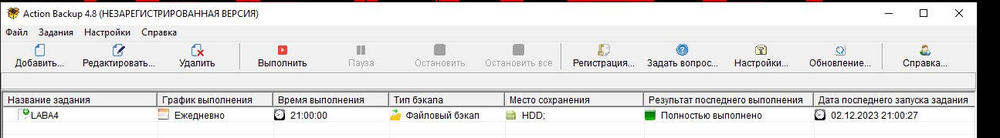 Action Backup 4.8 (НЕЗАРЕГИСТРИРОВАННАЯ ВЕРСИЯ)
Файл Задания Настройки Справка
Добавить... Редактировать... Удалить Выполнить Пауза Остановить Остановить все Регистрация... Задать вопрос... Настройки... Обновление... Справка...
Название задания График выполнения Время выполнения Тип бэкапа Место сохранения Результат последнего выполнения Дата последнего запуска задания
LABA4 Ежедневно 21:00:00 Файловый бэкап HDD; Полностью выполнено 02.12.2023 21:00:27